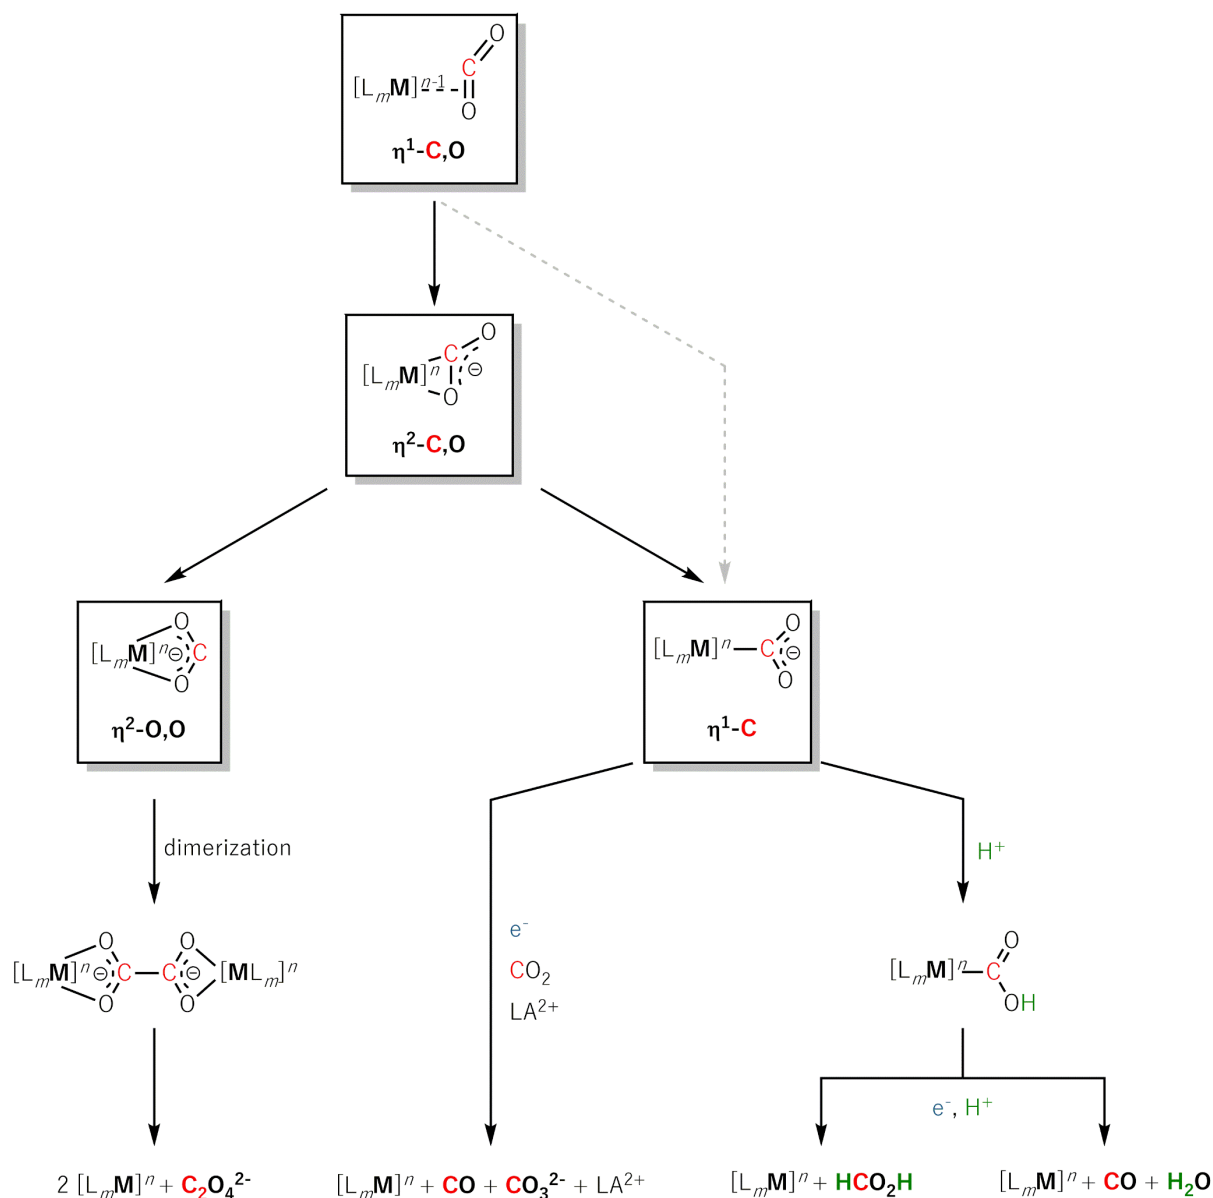 [LₘM]ⁿ⁻¹
C
O
O
η¹-C,O
[LₘM]ⁿ
C
O
O
⊖
η²-C,O
[LₘM]ⁿ
⊖
O
C
O
η²-O,O
[LₘM]ⁿ
C
O
O
⊖
η¹-C
dimerization
H⁺
e⁻
CO₂
LA²⁺
[LₘM]ⁿ
⊖
O
O
C
C
O
O
⊖
[MLₘ]ⁿ
[LₘM]ⁿ
C
O
OH
e⁻, H⁺
2 [LₘM]ⁿ + C₂O₄²⁻
[LₘM]ⁿ + CO + CO₃²⁻ + LA²⁺
[LₘM]ⁿ + HCO₂H
[LₘM]ⁿ + CO + H₂O